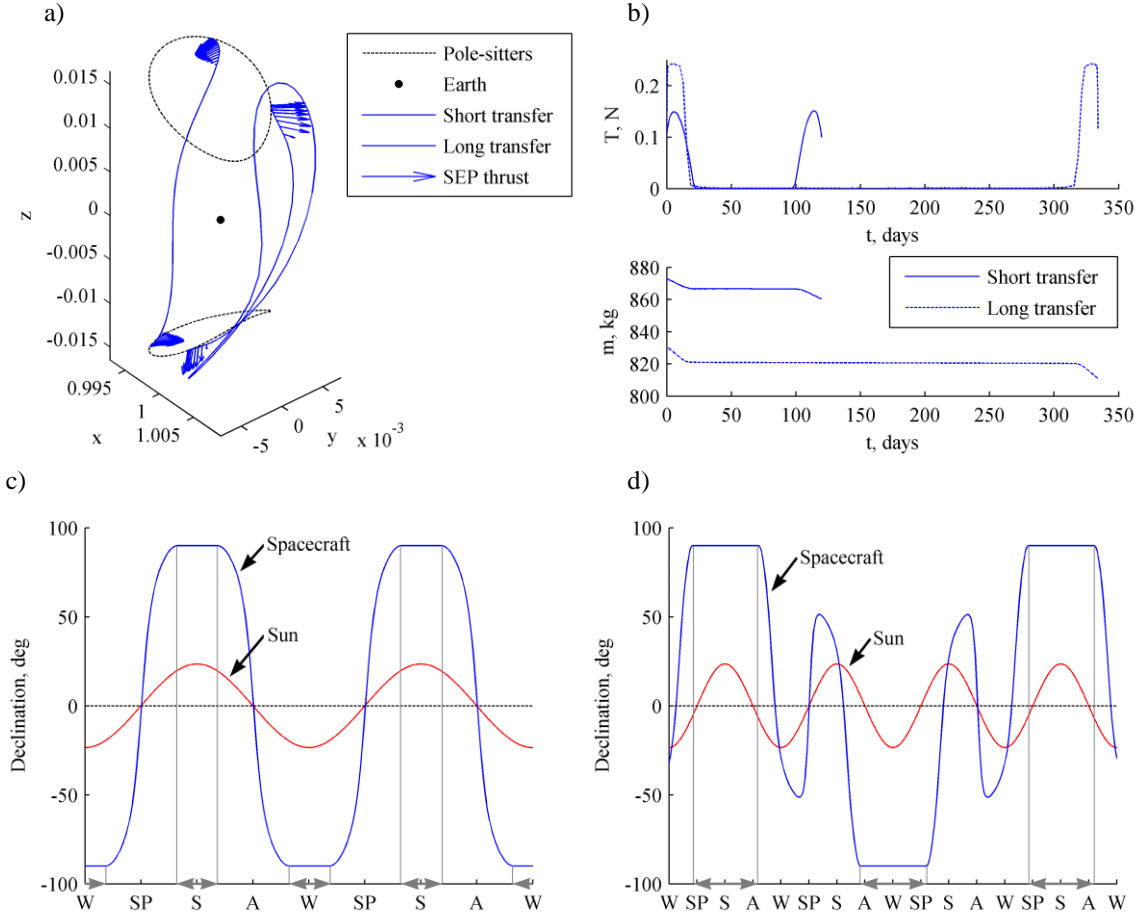 a)
0.015
0.01
0.005
0
-0.005
-0.01
-0.015
z
0.995
1
1.005
x
-5
0
5
y
x 10⁻³
Pole-sitters
Earth
Short transfer
Long transfer
SEP thrust
b)
0.2
0.1
0
T, N
0 50 100 150 200 250 300 350
t, days
880
860
840
820
800
m, kg
Short transfer
Long transfer
0 50 100 150 200 250 300 350
t, days
c)
100
50
0
-50
-100
Declination, deg
Spacecraft
Sun
W SP S A W SP S A W
d)
100
50
0
-50
-100
Declination, deg
Spacecraft
Sun
W SP S A W SP S A W SP S A W SP S A W